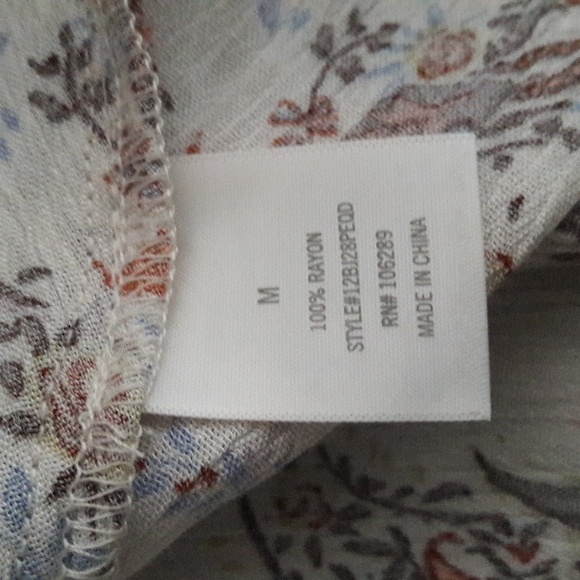 M
100% RAYON
STYLE#12BJ28PEQD
RN# 106289
MADE IN CHINA